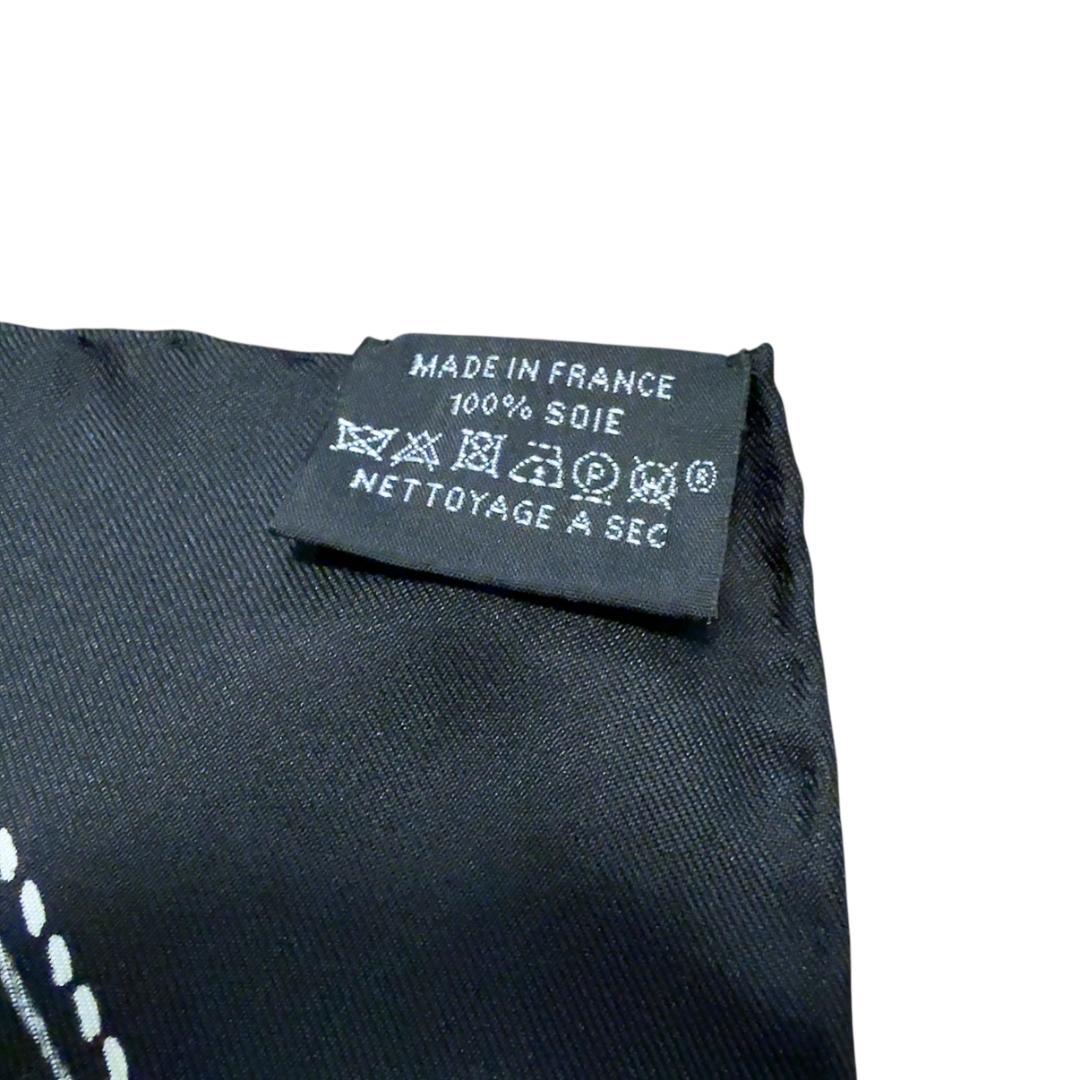 MADE IN FRANCE
100% SOIE
P W ®
NETTOYAGE A SEC